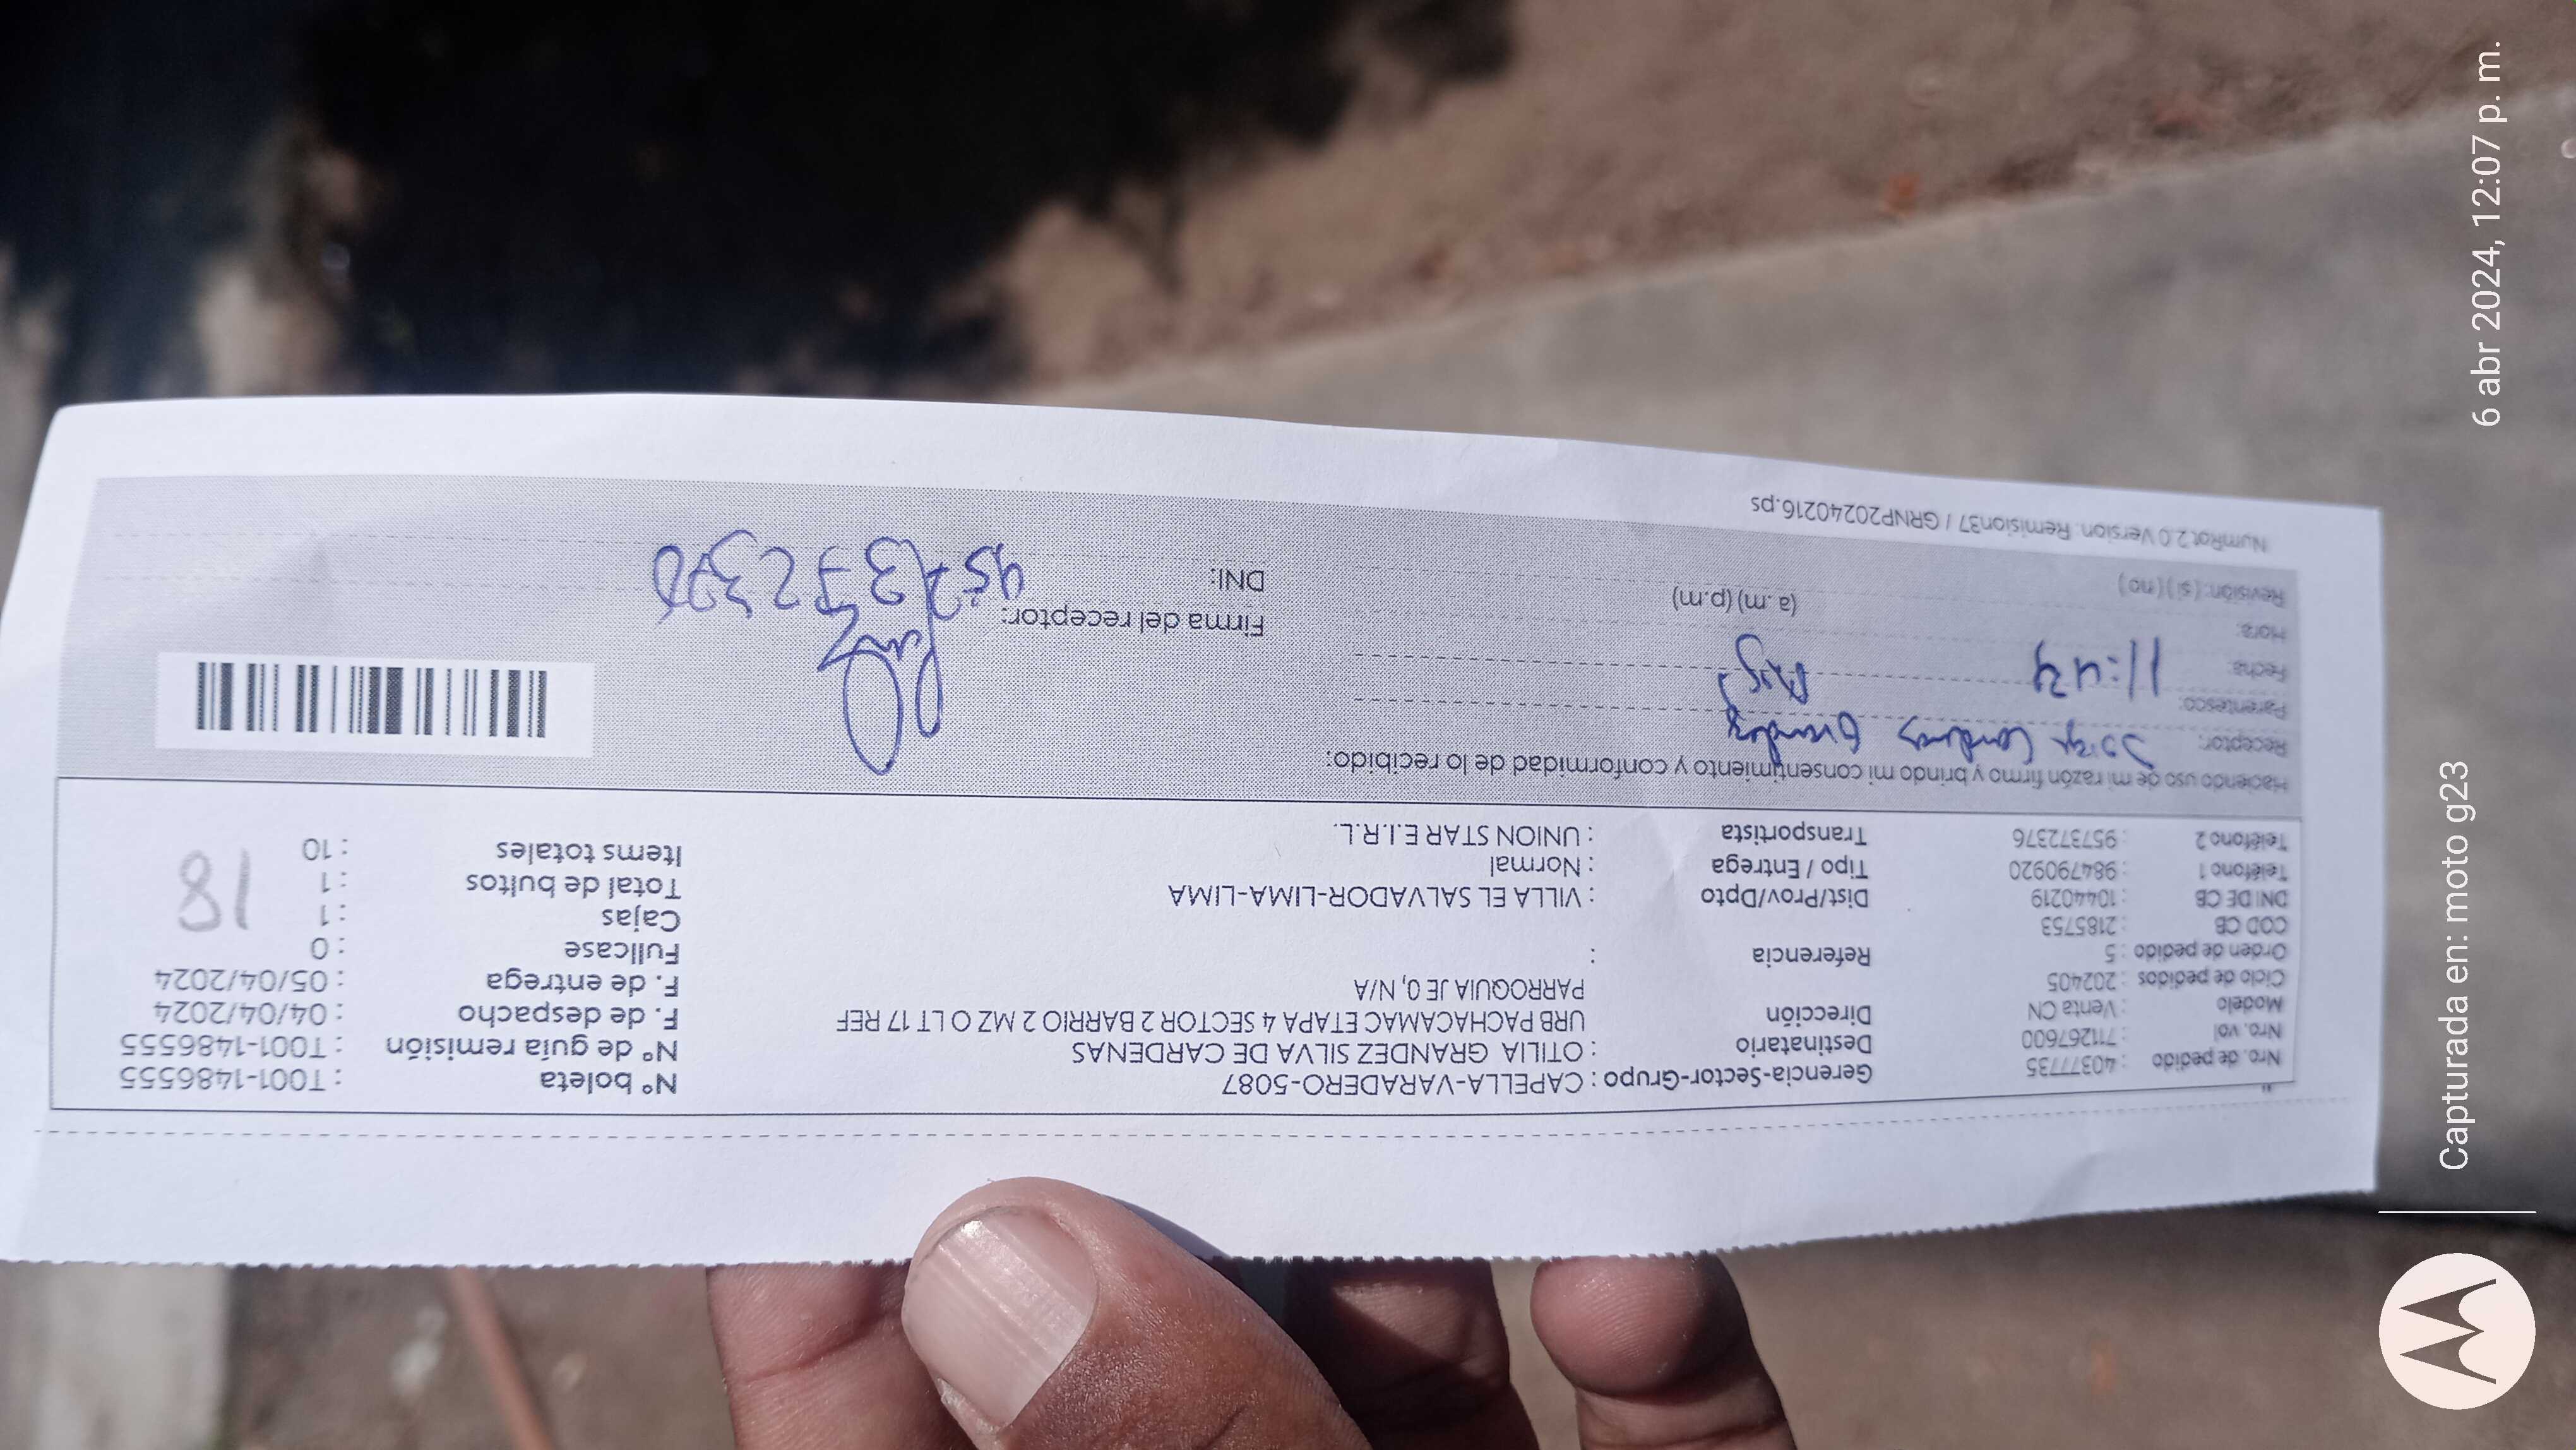 Nro. de pedido : 40377735
Nro. vol : 711267600
Modelo : Venta CN
Ciclo de pedidos : 202405
Orden de pedido : 5
COD CB : 2185753
DNI DE CB : 10440219
Teléfono 1 : 984790920
Teléfono 2 : 957372376
Gerencia-Sector-Grupo : CAPELLA-VARADERO-5087
Destinatario : OTILIA GRANDEZ SILVA DE CARDENAS
Dirección URB PACHACAMAC ETAPA 4 SECTOR 2 BARRIO 2 MZ O LT 17 REF
PARROQUIA JE 0, N/A
Referencia :
Dist/Prov/Dpto : VILLA EL SALVADOR-LIMA-LIMA
Tipo / Entrega : Normal
Transportista : UNION STAR E.I.R.L.
Nº boleta : T001-1486555
Nº de guía remisión : T001-1486555
F. de despacho : 04/04/2024
F. de entrega : 05/04/2024
Fullcase : 0
Cajas : 1
Total de bultos : 1
Items totales : 10
18
Haciendo uso de mi razón firmo y brindo mi consentimiento y conformidad de lo recibido:
Receptor: Cardenas Grandez
Parentesco:
Fecha: 11:44
Hora: (a.m) (p.m)
Revisión: (si) (no)
Firma del receptor:
DNI:
NumRot 2.0 Version. Remision37 / GRNP20240216.ps
Capturada en: moto g23
6 abr 2024, 12:07 p. m.